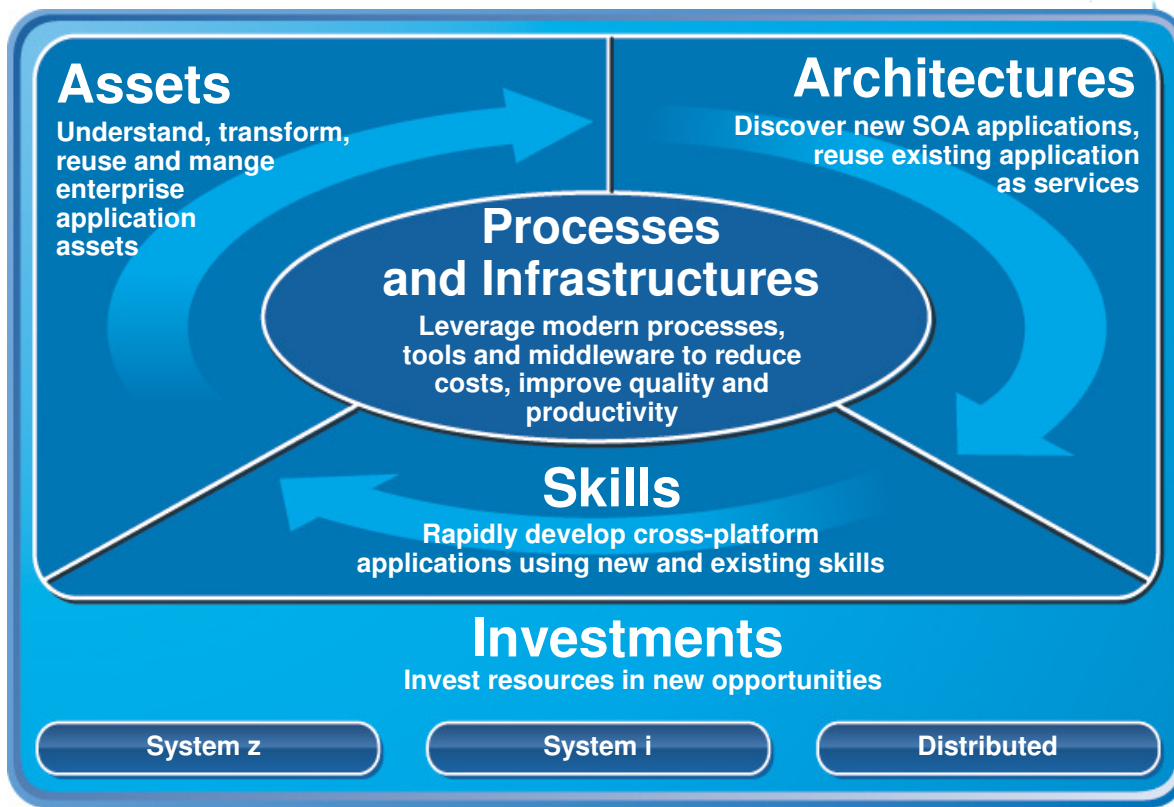 Assets
Understand, transform,
reuse and mange
enterprise
application
assets
Architectures
Discover new SOA applications,
reuse existing application
as services
Processes
and Infrastructures
Leverage modern processes,
tools and middleware to reduce
costs, improve quality and
productivity
Skills
Rapidly develop cross-platform
applications using new and existing skills
Investments
Invest resources in new opportunities
System z
System i
Distributed